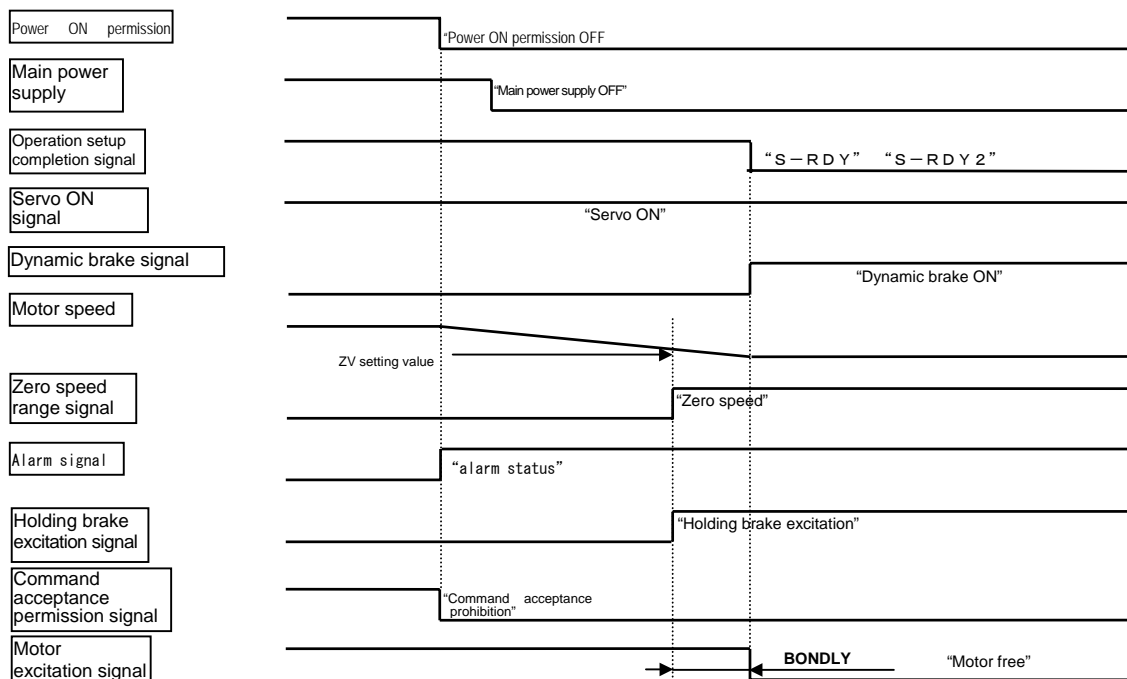 Power ON permission
“Power ON permission OFF
Main power
supply
“Main power supply OFF”
Operation setup
completion signal
“Ｓ－ＲＤＹ” “Ｓ－ＲＤＹ２”
Servo ON
signal
“Servo ON”
Dynamic brake signal
“Dynamic brake ON”
Motor speed
ZV setting value
Zero speed
range signal
“Zero speed”
Alarm signal
“alarm status”
Holding brake
excitation signal
“Holding brake excitation”
Command
acceptance
permission signal
“Command acceptance
prohibition”
Motor
excitation signal
BONDLY
“Motor free”